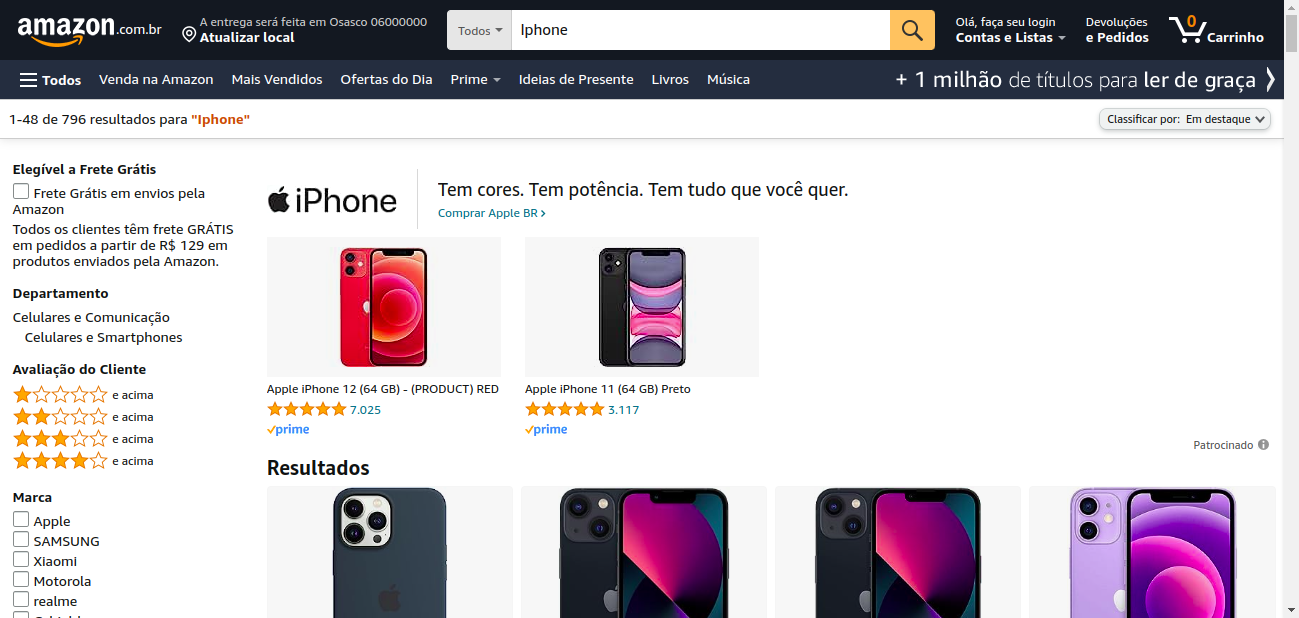 amazon.com.br
A entrega será feita em Osasco 06000000
Atualizar local
Todos
Iphone
Olá, faça seu login
Contas e Listas
Devoluções
e Pedidos
0
Carrinho
Todos
Venda na Amazon
Mais Vendidos
Ofertas do Dia
Prime
Ideias de Presente
Livros
Música
+ 1 milhão de títulos para ler de graça
1-48 de 796 resultados para "Iphone"
Classificar por: Em destaque
Elegível a Frete Grátis
Frete Grátis em envios pela
Amazon
Todos os clientes têm frete GRÁTIS
em pedidos a partir de R$ 129 em
produtos enviados pela Amazon.
Departamento
Celulares e Comunicação
Celulares e Smartphones
Avaliação do Cliente
e acima
e acima
e acima
e acima
Marca
Apple
SAMSUNG
Xiaomi
Motorola
realme
iPhone
Tem cores. Tem potência. Tem tudo que você quer.
Comprar Apple BR ›
Apple iPhone 12 (64 GB) - (PRODUCT) RED
7.025
prime
Apple iPhone 11 (64 GB) Preto
3.117
prime
Patrocinado
Resultados